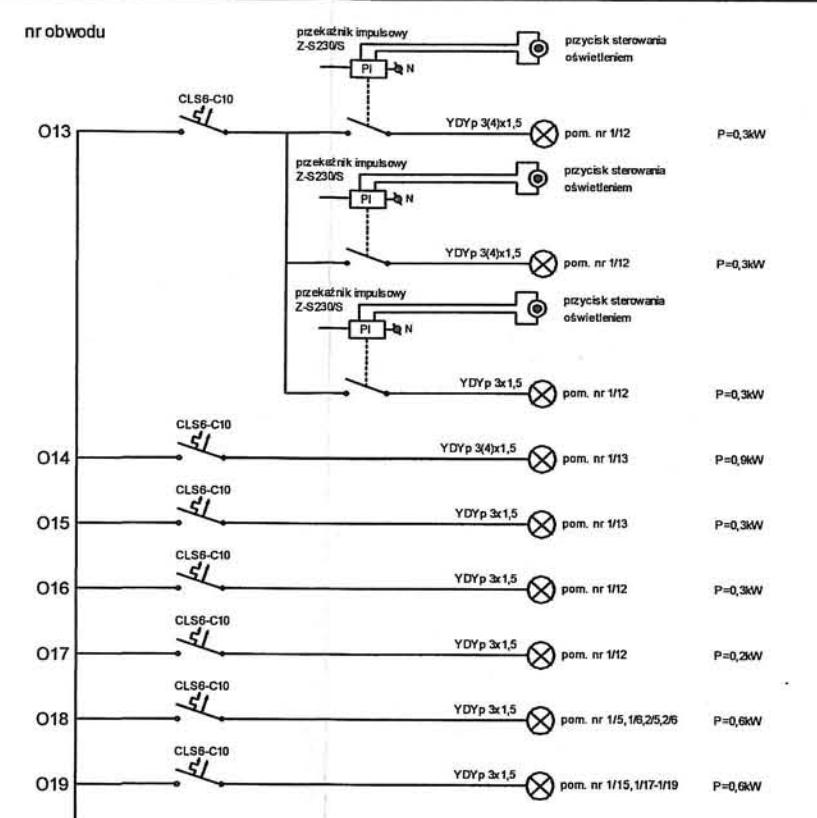 nr obwodu
przekaźnik impulsowy
Z-S230/S
PI
N
przycisk sterowania
oświetleniem
CLS6-C10
O13
YDYp 3(4)x1,5
pom. nr 1/12
P=0,3kW
przekaźnik impulsowy
Z-S230/S
PI
N
przycisk sterowania
oświetleniem
YDYp 3(4)x1,5
pom. nr 1/12
P=0,3kW
przekaźnik impulsowy
Z-S230/S
PI
N
przycisk sterowania
oświetleniem
YDYp 3x1,5
pom. nr 1/12
P=0,3kW
CLS6-C10
O14
YDYp 3(4)x1,5
pom. nr 1/13
P=0,9kW
CLS6-C10
O15
YDYp 3x1,5
pom. nr 1/13
P=0,3kW
CLS6-C10
O16
YDYp 3x1,5
pom. nr 1/12
P=0,3kW
CLS6-C10
O17
YDYp 3x1,5
pom. nr 1/12
P=0,2kW
CLS6-C10
O18
YDYp 3x1,5
pom. nr 1/5,1/6,2/5,2/6
P=0,6kW
CLS6-C10
O19
YDYp 3x1,5
pom. nr 1/15,1/17-1/19
P=0,6kW